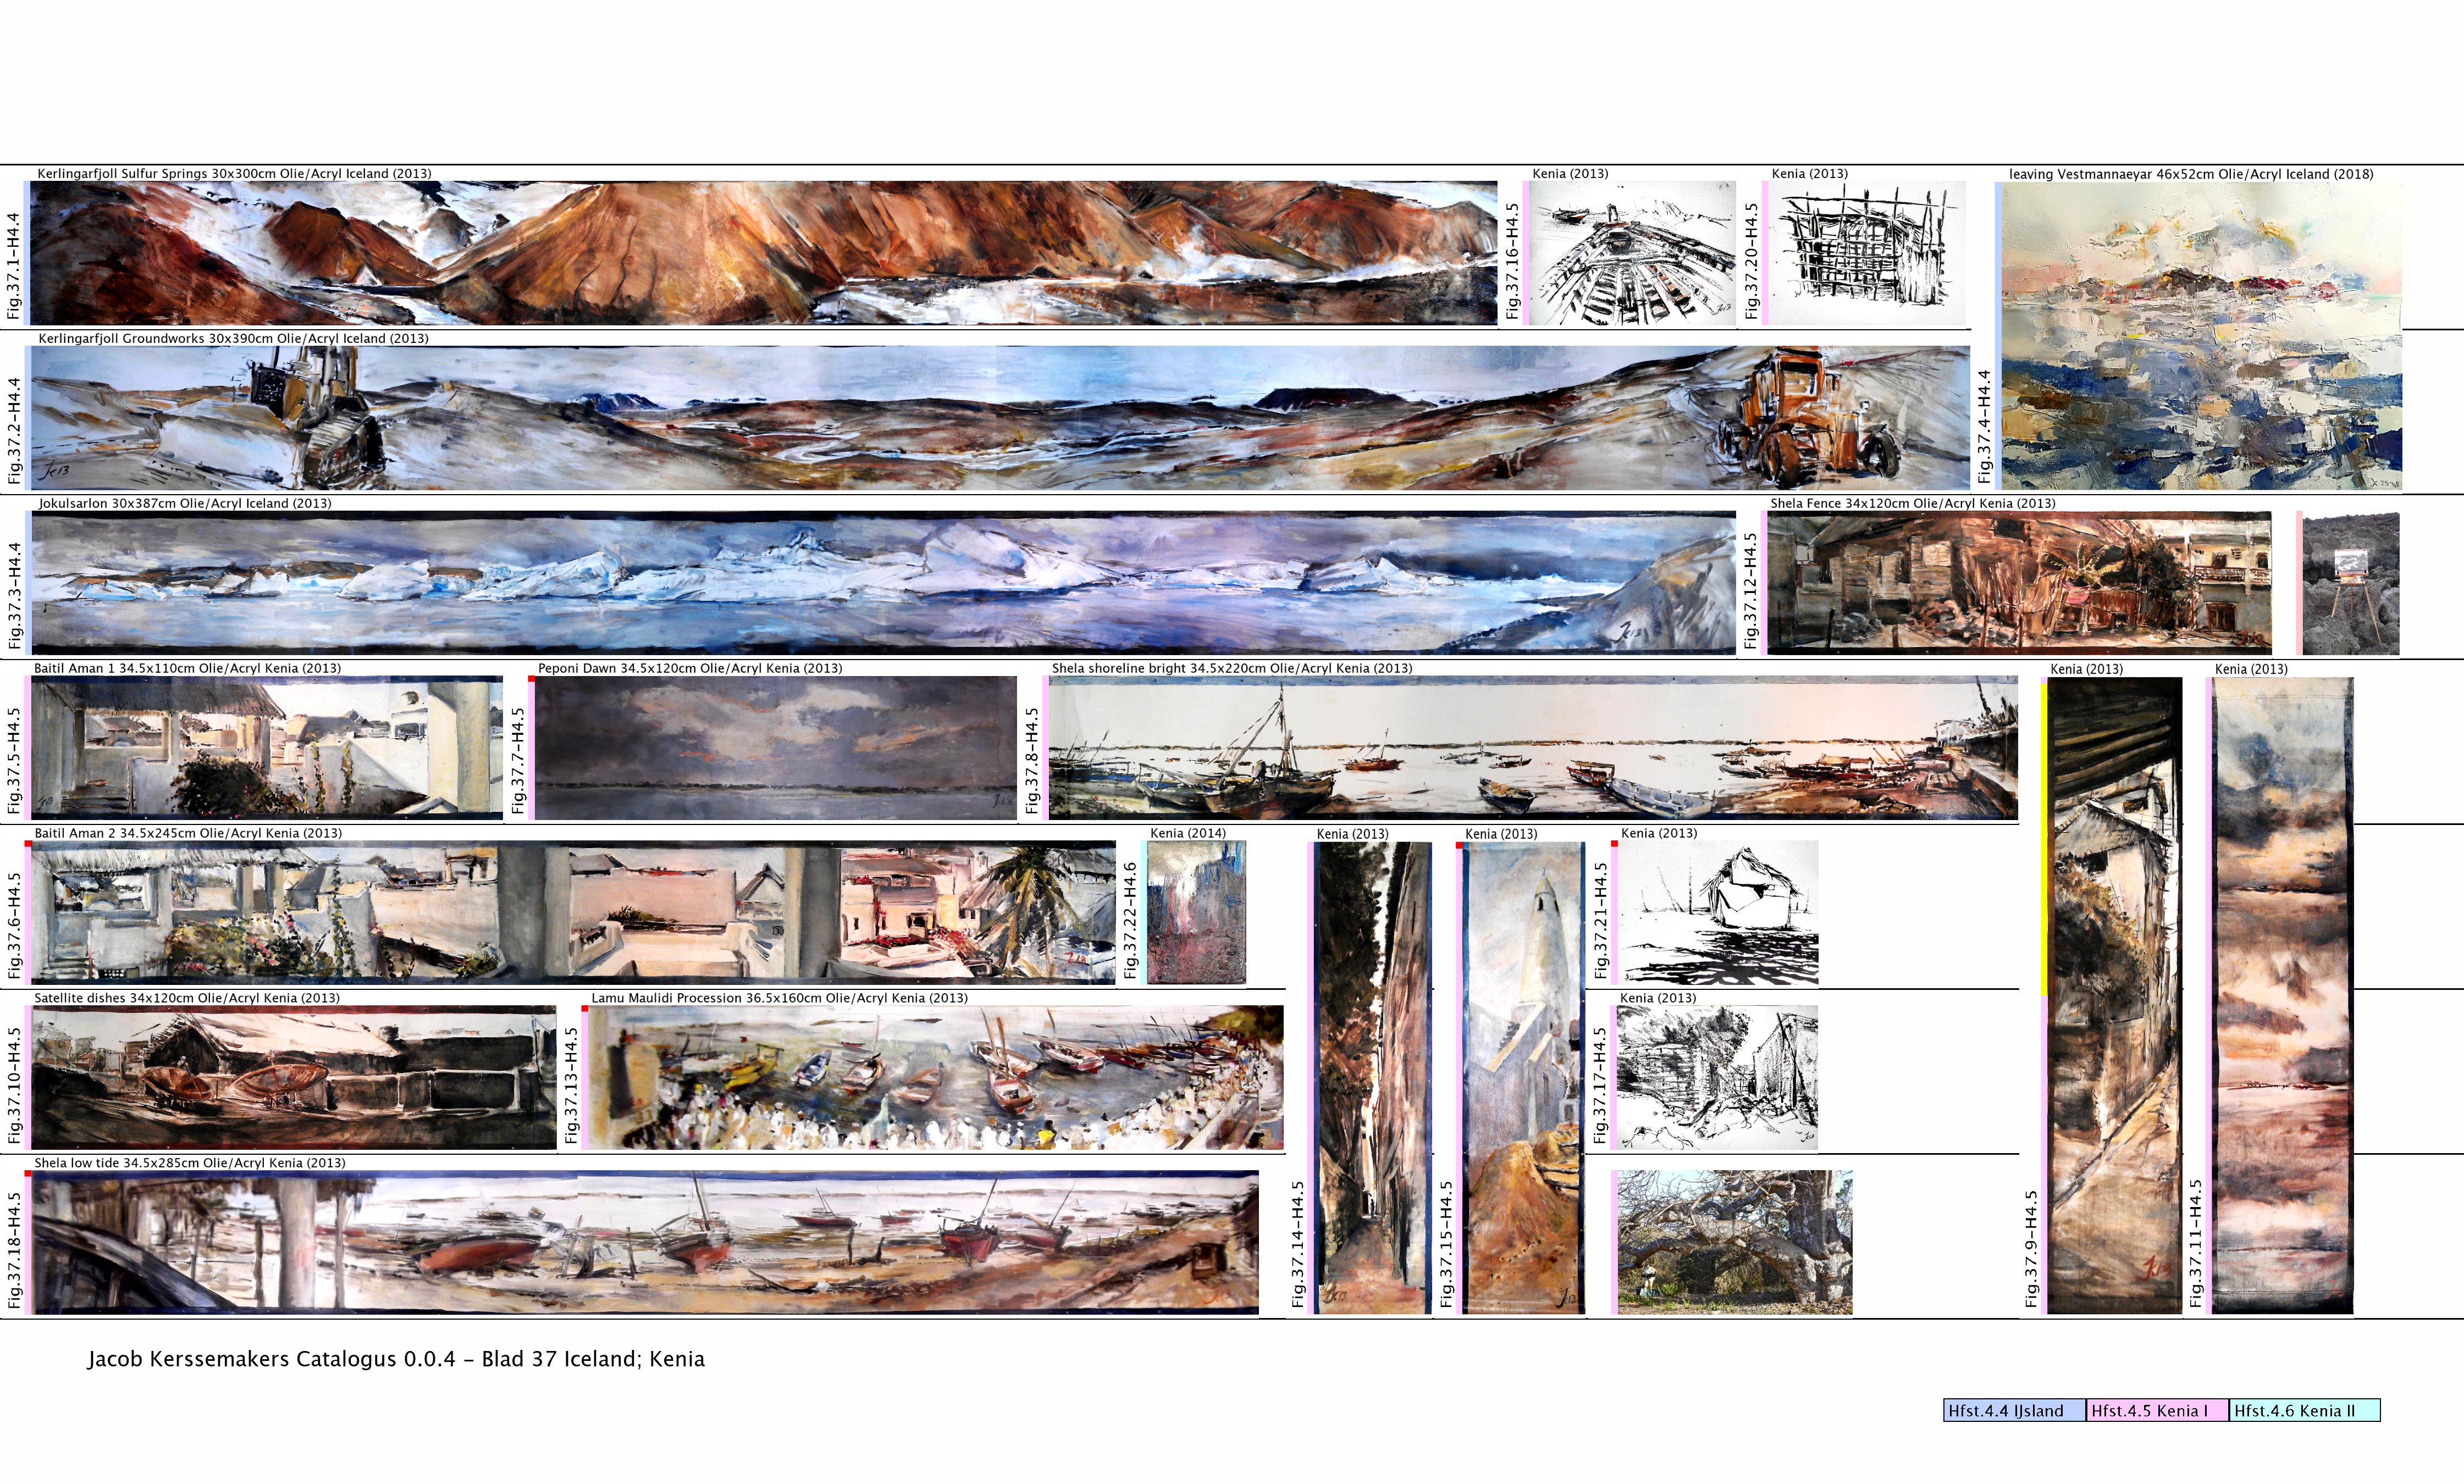 Kerlingarfjoll Sulfur Springs 30x300cm Olie/Acryl Iceland (2013)
Fig.37.1-H4.4
Kenia (2013)
Fig.37.16-H4.5
Kenia (2013)
Fig.37.20-H4.5
leaving Vestmannaeyar 46x52cm Olie/Acryl Iceland (2018)
Fig.37.4-H4.4
Kerlingarfjoll Groundworks 30x390cm Olie/Acryl Iceland (2013)
Fig.37.2-H4.4
Jokulsarlon 30x387cm Olie/Acryl Iceland (2013)
Fig.37.3-H4.4
Shela Fence 34x120cm Olie/Acryl Kenia (2013)
Fig.37.12-H4.5
Baitil Aman 1 34.5x110cm Olie/Acryl Kenia (2013)
Fig.37.5-H4.5
Peponi Dawn 34.5x120cm Olie/Acryl Kenia (2013)
Fig.37.7-H4.5
Shela shoreline bright 34.5x220cm Olie/Acryl Kenia (2013)
Fig.37.8-H4.5
Kenia (2013)
Fig.37.9-H4.5
Kenia (2013)
Fig.37.11-H4.5
Baitil Aman 2 34.5x245cm Olie/Acryl Kenia (2013)
Fig.37.6-H4.5
Kenia (2014)
Fig.37.22-H4.6
Kenia (2013)
Fig.37.14-H4.5
Kenia (2013)
Fig.37.15-H4.5
Kenia (2013)
Fig.37.21-H4.5
Satellite dishes 34x120cm Olie/Acryl Kenia (2013)
Fig.37.10-H4.5
Lamu Maulidi Procession 36.5x160cm Olie/Acryl Kenia (2013)
Fig.37.13-H4.5
Kenia (2013)
Fig.37.17-H4.5
Shela low tide 34.5x285cm Olie/Acryl Kenia (2013)
Fig.37.18-H4.5
Jacob Kerssemakers Catalogus 0.0.4 - Blad 37 Iceland; Kenia
Hfst.4.4 IJsland
Hfst.4.5 Kenia I
Hfst.4.6 Kenia II